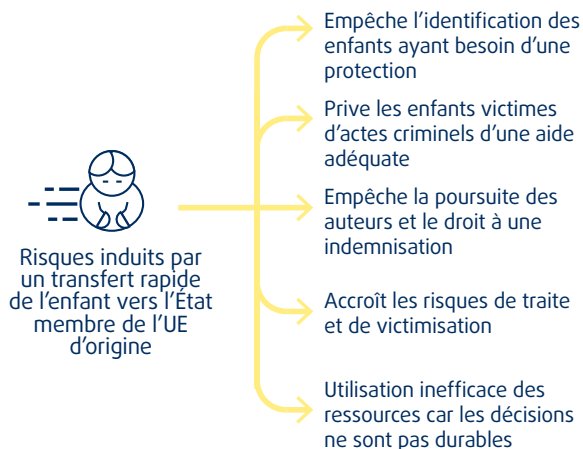 Risques induits par
un transfert rapide
de l'enfant vers l'État
membre de l'UE
d'origine
Empêche l'identification des
enfants ayant besoin d'une
protection
Prive les enfants victimes
d'actes criminels d'une aide
adéquate
Empêche la poursuite des
auteurs et le droit à une
indemnisation
Accroît les risques de traite
et de victimisation
Utilisation inefficace des
ressources car les décisions
ne sont pas durables